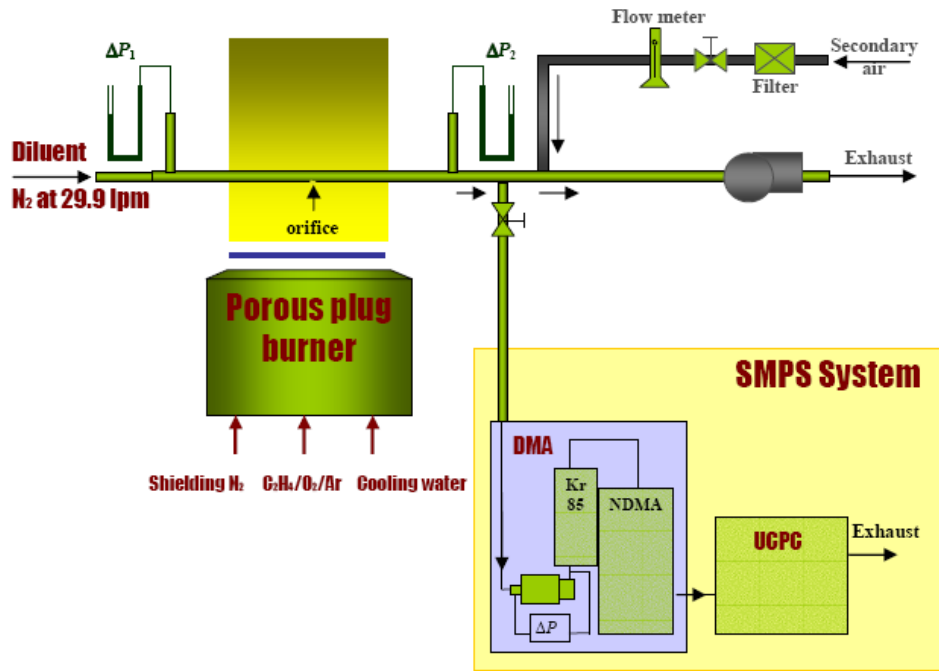 Flow meter
ΔP₁
ΔP₂
Secondary
air
Filter
Diluent
N₂ at 29.9 lpm
Exhaust
orifice
Porous plug
burner
SMPS System
DMA
Shielding N₂
C₂H₄/O₂/Ar
Cooling water
Kr
85
NDMA
UCPC
Exhaust
ΔP